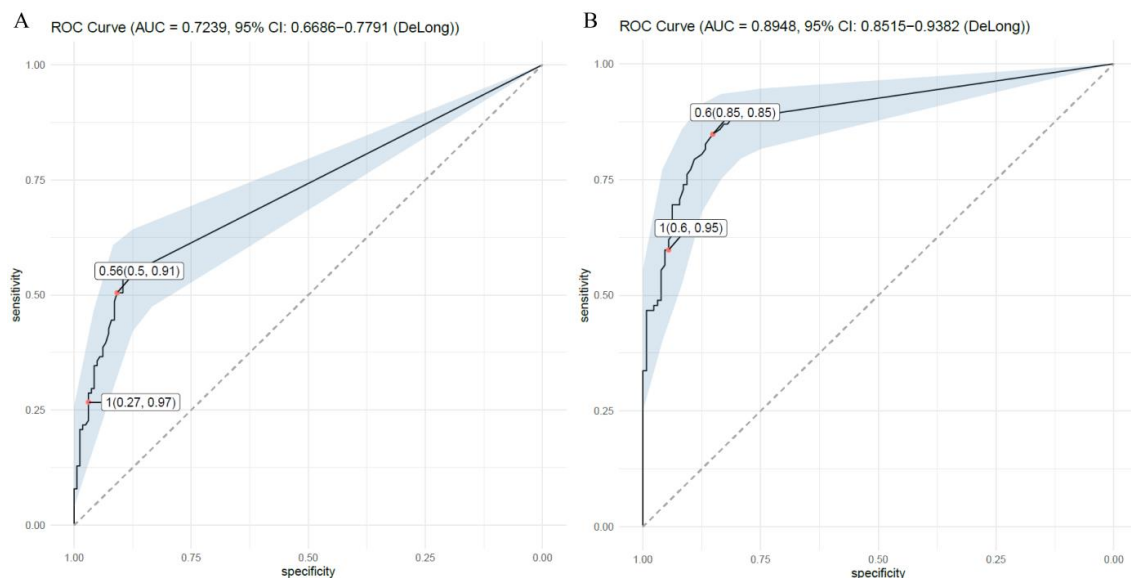 A
ROC Curve (AUC = 0.7239, 95% CI: 0.6686−0.7791 (DeLong))
1.00
0.75
0.50
0.25
0.00
sensitivity
0.56(0.5, 0.91)
1(0.27, 0.97)
1.00 0.75 0.50 0.25 0.00
specificity
B
ROC Curve (AUC = 0.8948, 95% CI: 0.8515−0.9382 (DeLong))
1.00
0.75
0.50
0.25
0.00
sensitivity
0.6(0.85, 0.85)
1(0.6, 0.95)
1.00 0.75 0.50 0.25 0.00
specificity